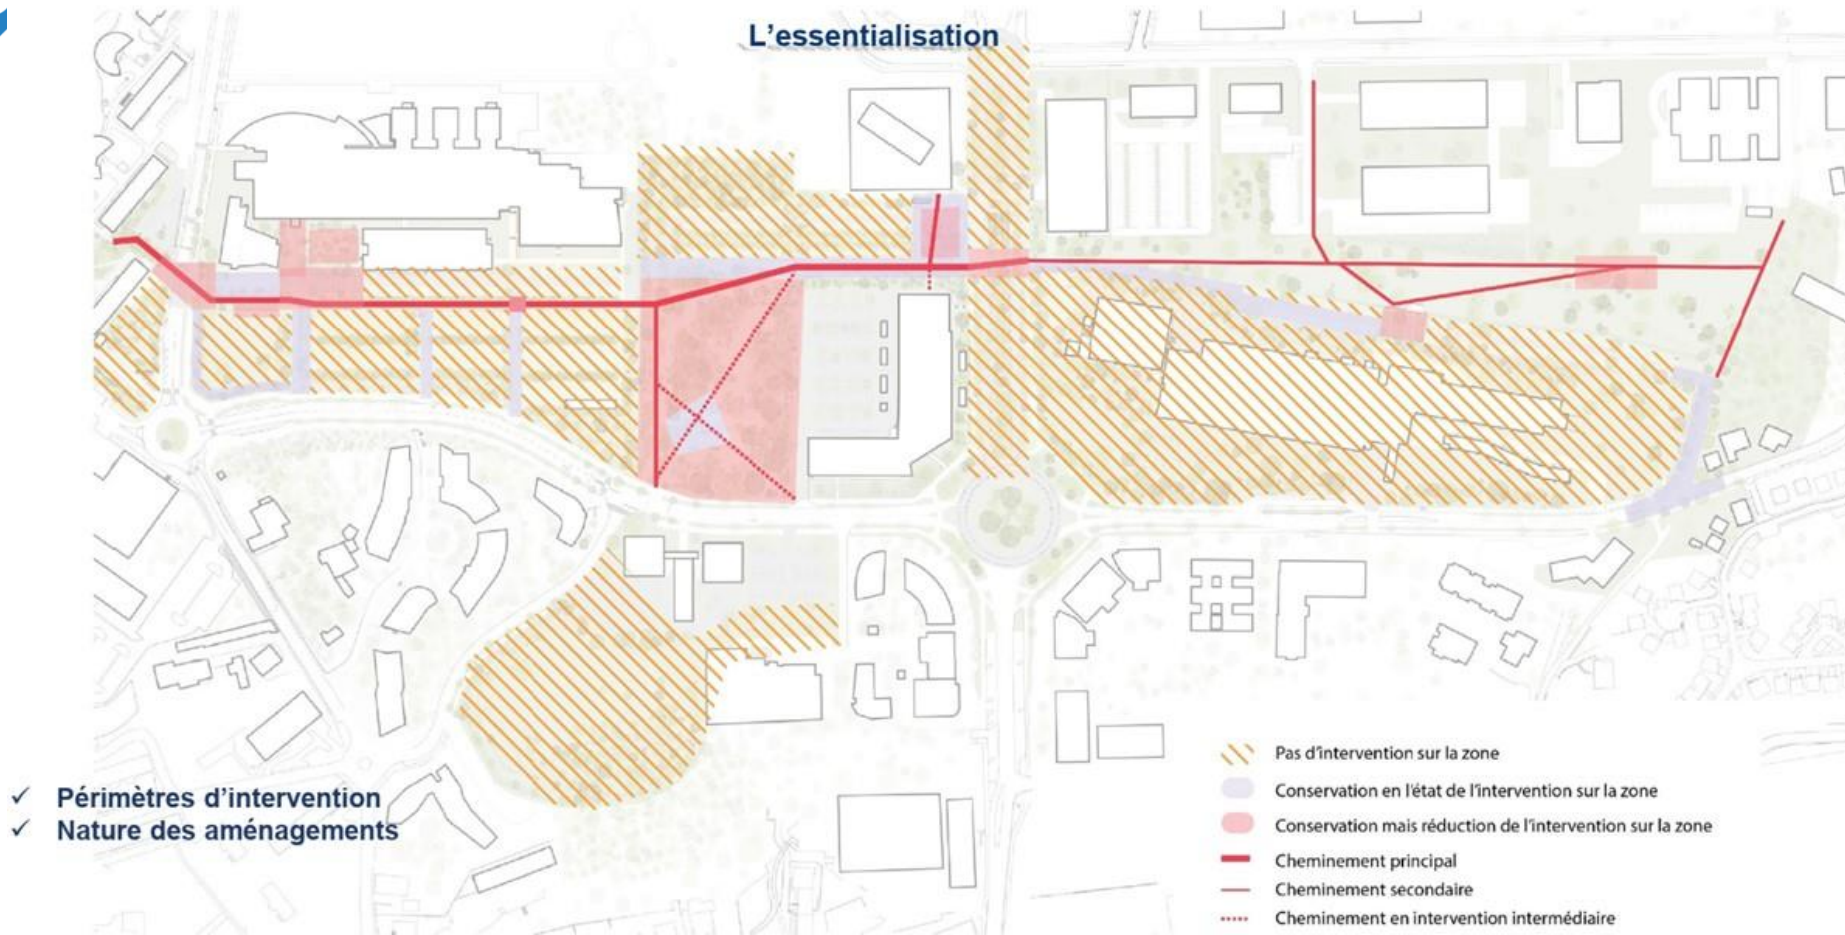 L'essentialisation
✓ Périmètres d'intervention
✓ Nature des aménagements
Pas d'intervention sur la zone
Conservation en l'état de l'intervention sur la zone
Conservation mais réduction de l'intervention sur la zone
Cheminement principal
Cheminement secondaire
Cheminement en intervention intermédiaire